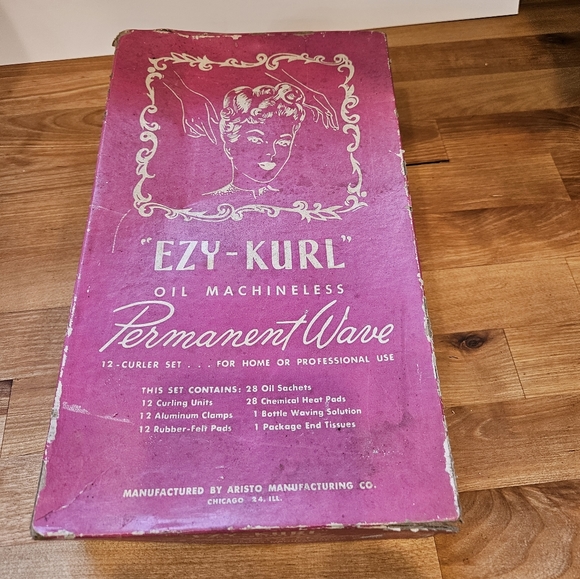 "EZY-KURL"
OIL MACHINELESS
Permanent Wave
12-CURLER SET . . . FOR HOME OR PROFESSIONAL USE
THIS SET CONTAINS: 28 Oil Sachets
12 Curling Units 28 Chemical Heat Pads
12 Aluminum Clamps 1 Bottle Waving Solution
12 Rubber-Felt Pads 1 Package End Tissues
MANUFACTURED BY ARISTO MANUFACTURING CO.
CHICAGO 24, ILL.